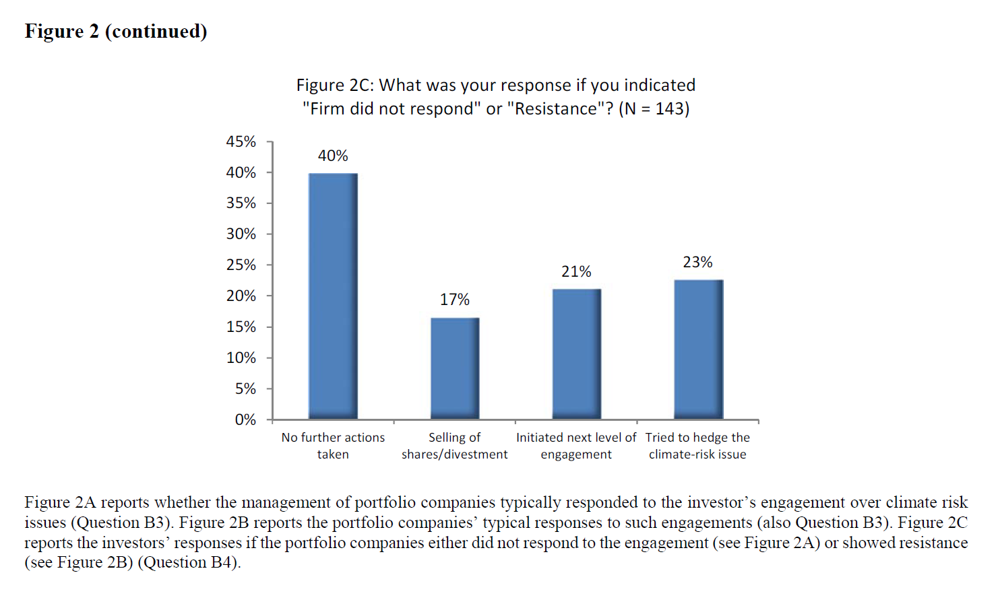 Figure 2 (continued)
Figure 2C: What was your response if you indicated
"Firm did not respond" or "Resistance"? (N = 143)
45%
40%
35%
30%
25%
20%
15%
10%
5%
0%
40%
17%
21%
23%
No further actions
taken
Selling of
shares/divestment
Initiated next level of
engagement
Tried to hedge the
climate-risk issue
Figure 2A reports whether the management of portfolio companies typically responded to the investor’s engagement over climate risk
issues (Question B3). Figure 2B reports the portfolio companies’ typical responses to such engagements (also Question B3). Figure 2C
reports the investors’ responses if the portfolio companies either did not respond to the engagement (see Figure 2A) or showed resistance
(see Figure 2B) (Question B4).